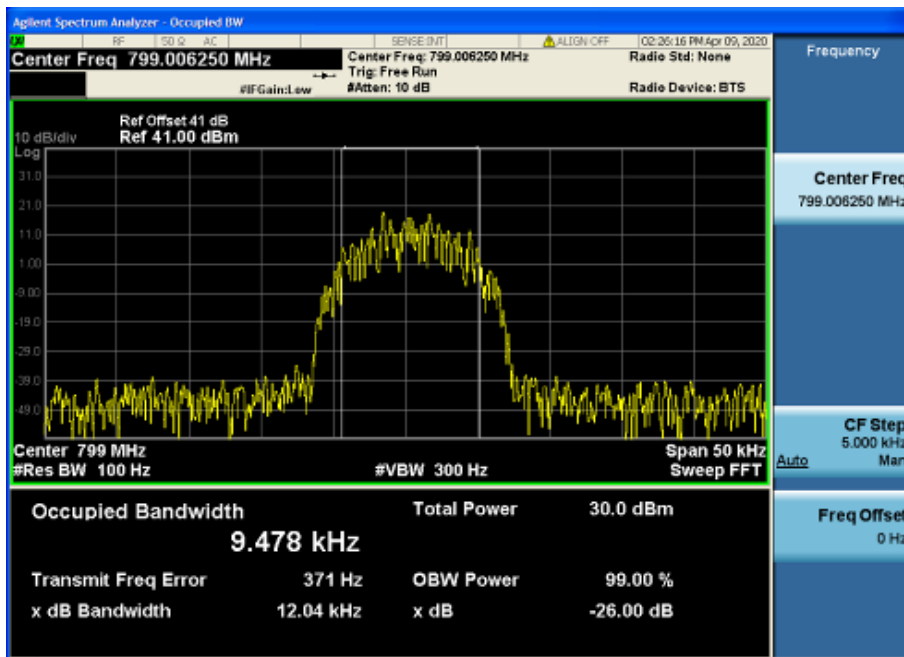 Agilent Spectrum Analyzer - Occupied BW
RF 50 Ω AC SENSE:INT ALIGN OFF 02:26:16 PM Apr 09, 2020
Center Freq 799.006250 MHz
Center Freq: 799.006250 MHz
Radio Std: None
Trig: Free Run
#IFGain:Low
#Atten: 10 dB
Radio Device: BTS
Ref Offset 41 dB
10 dB/div
Ref 41.00 dBm
Log
31.0
21.0
11.0
1.00
-9.00
-19.0
-29.0
-39.0
-49.0
Center 799 MHz
Span 50 kHz
#Res BW 100 Hz
#VBW 300 Hz
Sweep FFT
Occupied Bandwidth
Total Power 30.0 dBm
9.478 kHz
Transmit Freq Error 371 Hz
OBW Power 99.00 %
x dB Bandwidth 12.04 kHz
x dB -26.00 dB
Frequency
Center Freq
799.006250 MHz
CF Step
5.000 kHz
Auto Man
Freq Offset
0 Hz